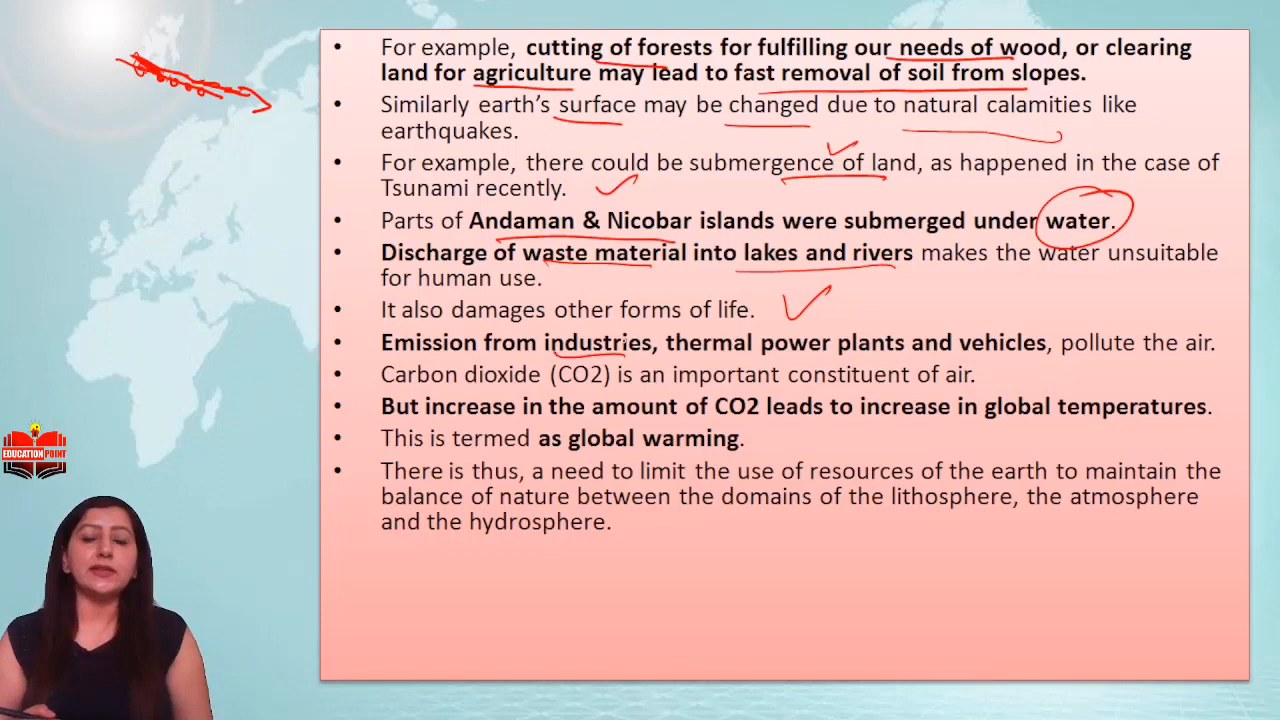 • For example, cutting of forests for fulfilling our needs of wood, or clearing
land for agriculture may lead to fast removal of soil from slopes.
• Similarly earth's surface may be changed due to natural calamities like
earthquakes.
• For example, there could be submergence of land, as happened in the case of
Tsunami recently.
• Parts of Andaman & Nicobar islands were submerged under water.
• Discharge of waste material into lakes and rivers makes the water unsuitable
for human use.
• It also damages other forms of life.
• Emission from industries, thermal power plants and vehicles, pollute the air.
• Carbon dioxide (CO2) is an important constituent of air.
• But increase in the amount of CO2 leads to increase in global temperatures.
• This is termed as global warming.
• There is thus, a need to limit the use of resources of the earth to maintain the
balance of nature between the domains of the lithosphere, the atmosphere
and the hydrosphere.
EDUCATION POINT